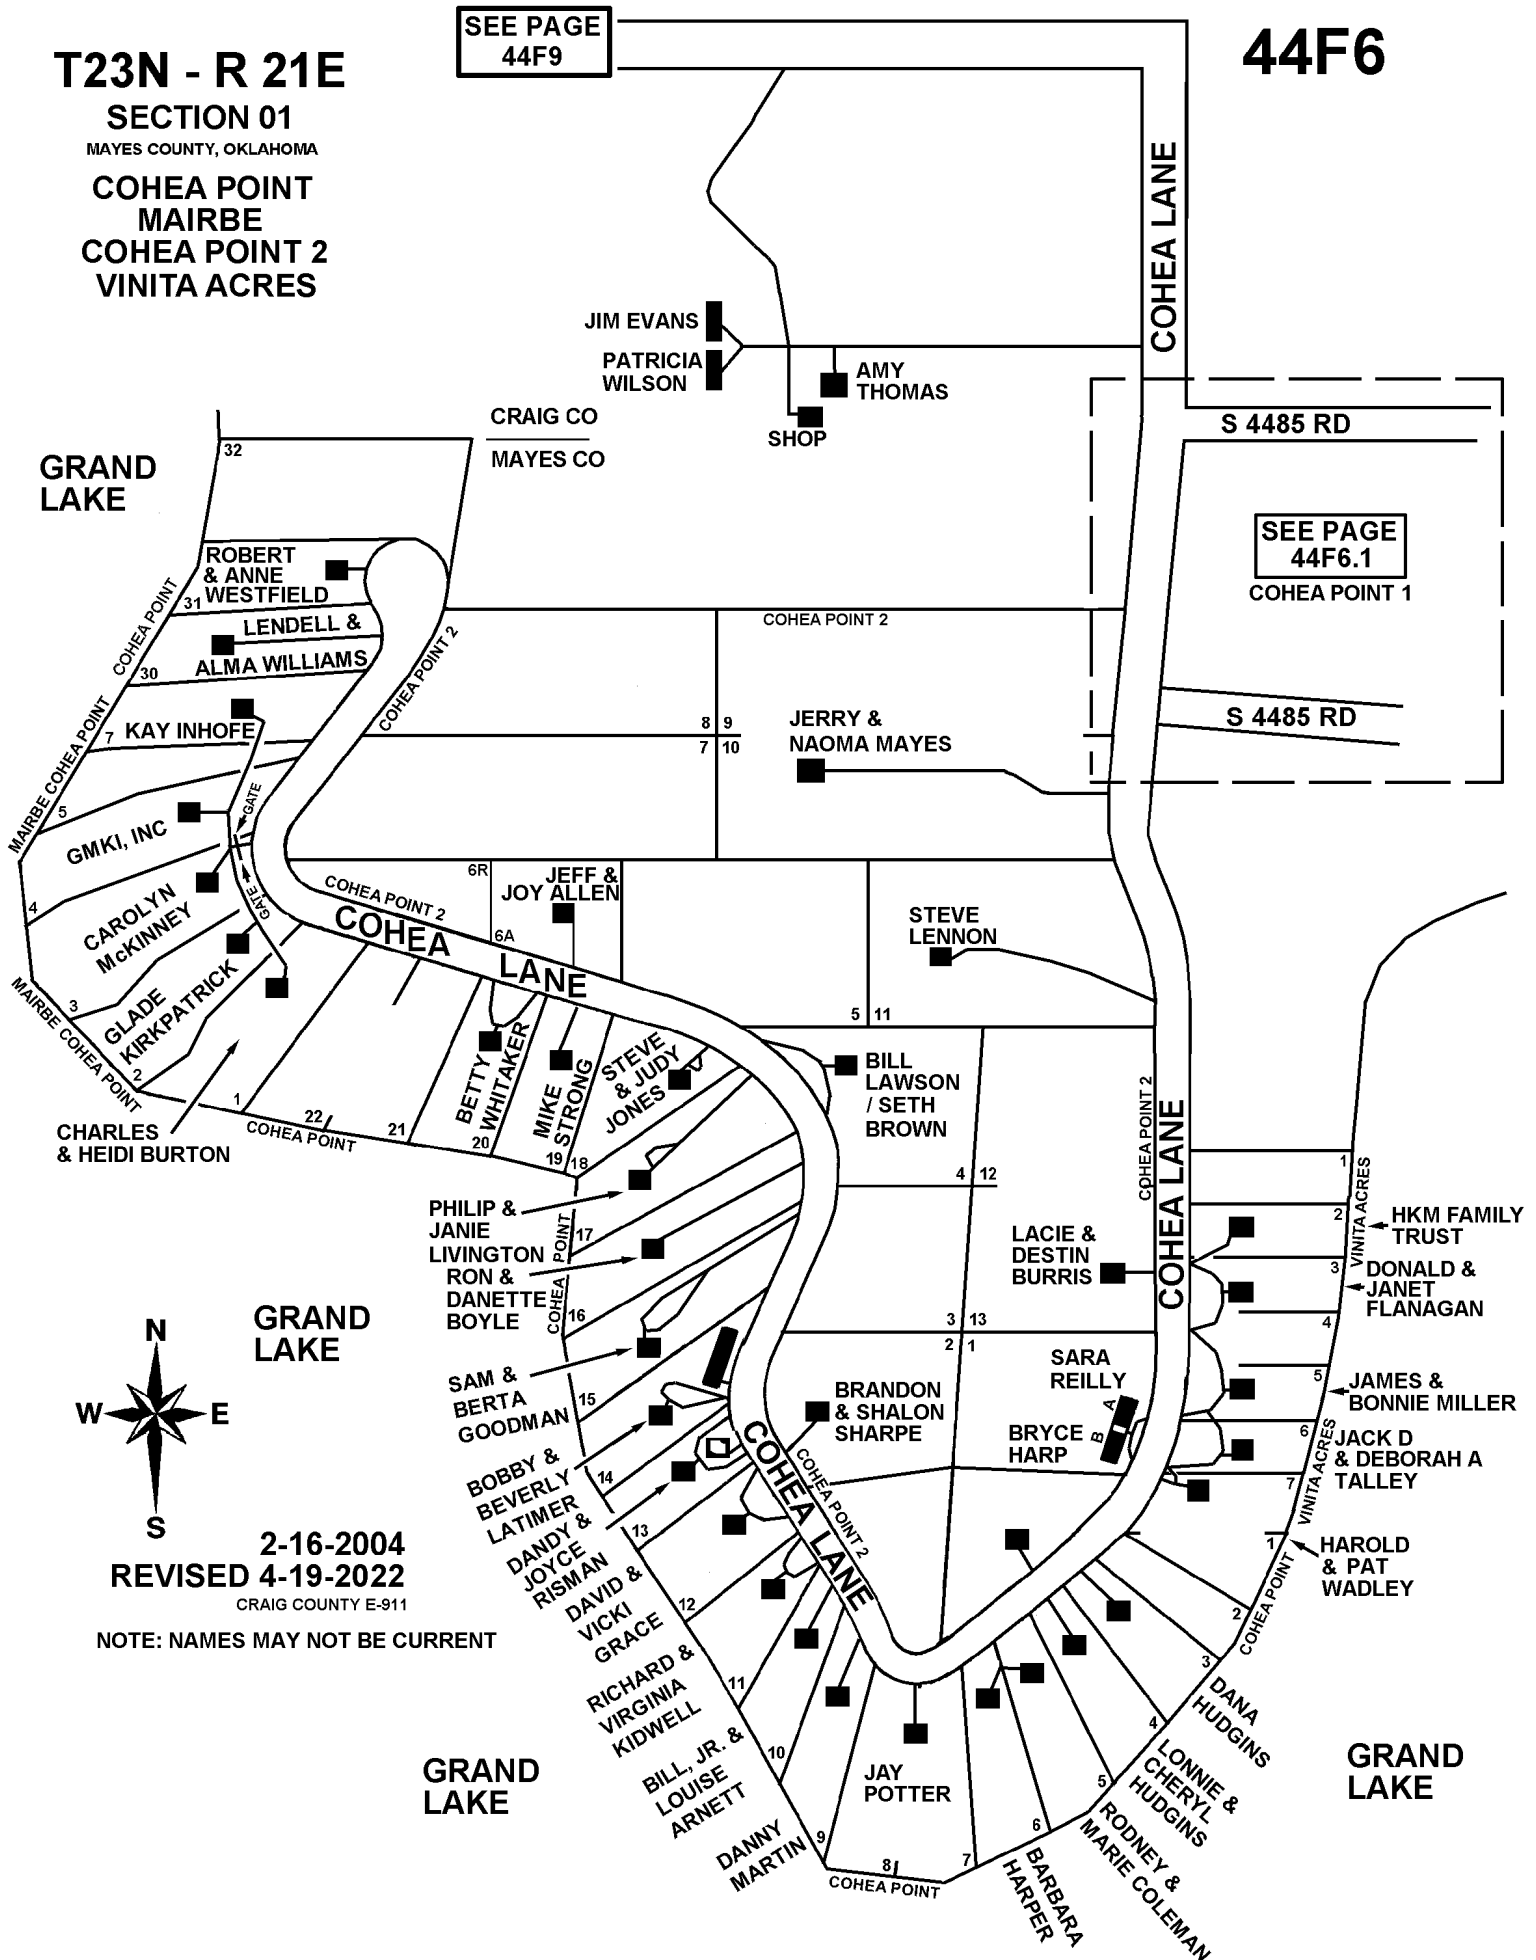 SEE PAGE
44F9
44F6
T23N - R 21E
SECTION 01
MAYES COUNTY, OKLAHOMA
COHEA POINT
MAIRBE
COHEA POINT 2
VINITA ACRES
COHEA LANE
JIM EVANS
PATRICIA
WILSON
AMY
THOMAS
SHOP
CRAIG CO
MAYES CO
S 4485 RD
SEE PAGE
44F6.1
COHEA POINT 1
S 4485 RD
GRAND
LAKE
32
ROBERT
& ANNE
WESTFIELD
31
LENDELL &
ALMA WILLIAMS
30
COHEA POINT
COHEA POINT 2
COHEA POINT 2
KAY INHOFE
7
MAIRBE COHEA POINT
8 9
7 10
JERRY &
NAOMA MAYES
5
GMKI, INC
GATE
4
CAROLYN
McKINNEY
GATE
3
GLADE
KIRKPATRICK
MAIRBE COHEA POINT
2
CHARLES
& HEIDI BURTON
1
22
COHEA POINT
21
20
19
18
COHEA POINT 2
COHEA LANE
6R
6A
JEFF &
JOY ALLEN
STEVE
LENNON
5 11
BETTY
WHITAKER
MIKE
STRONG
STEVE
& JUDY
JONES
BILL
LAWSON
/ SETH
BROWN
4 12
COHEA POINT 2
COHEA LANE
PHILIP &
JANIE
LIVINGTON
17
COHEA POINT
RON &
DANETTE
BOYLE
16
SAM &
BERTA
GOODMAN
15
BOBBY &
BEVERLY
LATIMER
14
DANDY &
JOYCE
RISMAN
13
DAVID &
VICKI
GRACE
12
RICHARD &
VIRGINIA
KIDWELL
11
BILL, JR. &
LOUISE
ARNETT
10
DANNY
MARTIN
9
LACIE &
DESTIN
BURRIS
3 13
2 1
SARA
REILLY
A
B
BRYCE
HARP
BRANDON
& SHALON
SHARPE
COHEA LANE
COHEA POINT 2
1
VINITA ACRES
2
HKM FAMILY
TRUST
3
DONALD &
JANET
FLANAGAN
4
5
JAMES &
BONNIE MILLER
6
JACK D
& DEBORAH A
TALLEY
7
VINITA ACRES
1
HAROLD
& PAT
WADLEY
2
COHEA POINT
3
DANA
HUDGINS
4
LONNIE &
CHERYL
HUDGINS
5
RODNEY &
MARIE COLEMAN
6
BARBARA
HARPER
7
JAY
POTTER
8
COHEA POINT
GRAND
LAKE
GRAND
LAKE
GRAND
LAKE
N
W E
S
2-16-2004
REVISED 4-19-2022
CRAIG COUNTY E-911
NOTE: NAMES MAY NOT BE CURRENT